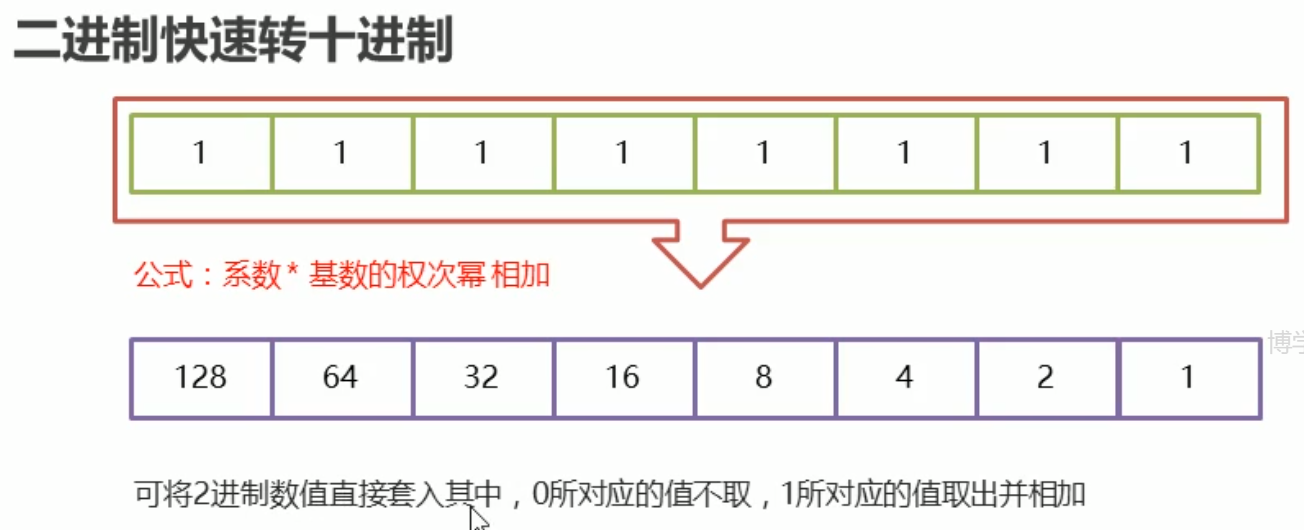 二进制快速转十进制
1 1 1 1 1 1 1 1
公式：系数* 基数的权次幂 相加
128 64 32 16 8 4 2 1
博学
可将2进制数值直接套入其中，0所对应的值不取，1所对应的值取出并相加